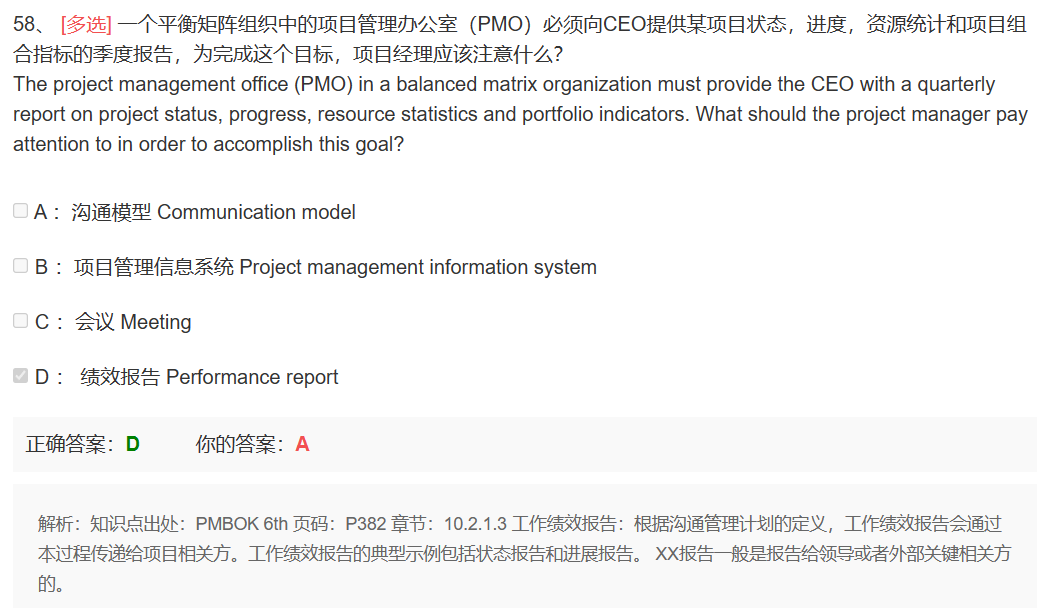 58、 [多选] 一个平衡矩阵组织中的项目管理办公室（PMO）必须向CEO提供某项目状态，进度，资源统计和项目组
合指标的季度报告，为完成这个目标，项目经理应该注意什么?
The project management office (PMO) in a balanced matrix organization must provide the CEO with a quarterly
report on project status, progress, resource statistics and portfolio indicators. What should the project manager pay
attention to in order to accomplish this goal?
A： 沟通模型 Communication model
B： 项目管理信息系统 Project management information system
C： 会议 Meeting
D： 绩效报告 Performance report
正确答案：D 你的答案：A
解析：知识点出处：PMBOK 6th 页码：P382 章节：10.2.1.3 工作绩效报告：根据沟通管理计划的定义，工作绩效报告会通过
本过程传递给项目相关方。工作绩效报告的典型示例包括状态报告和进展报告。 XX报告一般是报告给领导或者外部关键相关方
的。